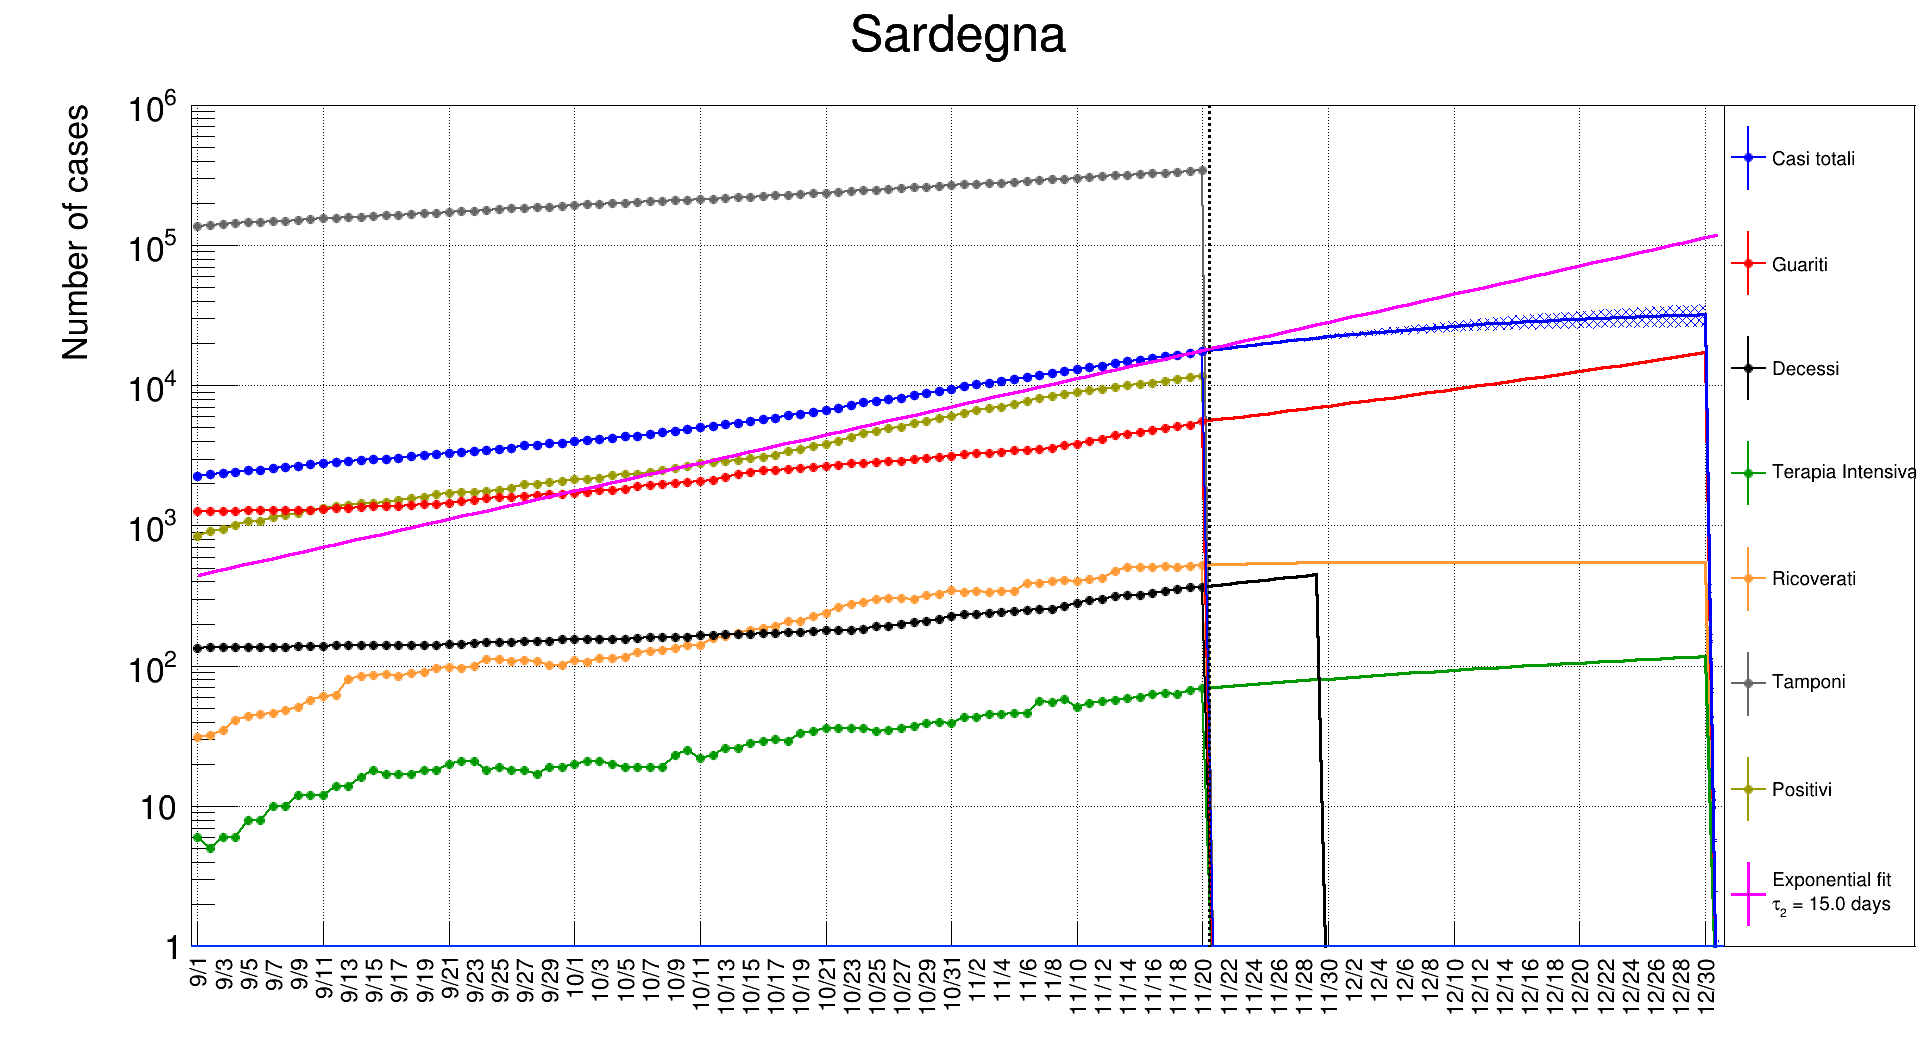 Sardegna
Number of cases
10^6
10^5
10^4
10^3
10^2
10
1
9/1 9/3 9/5 9/7 9/9 9/11 9/13 9/15 9/17 9/19 9/21 9/23 9/25 9/27 9/29 10/1 10/3 10/5 10/7 10/9 10/11 10/13 10/15 10/17 10/19 10/21 10/23 10/25 10/27 10/29 10/31 11/2 11/4 11/6 11/8 11/10 11/12 11/14 11/16 11/18 11/20 11/22 11/24 11/26 11/28 11/30 12/2 12/4 12/6 12/8 12/10 12/12 12/14 12/16 12/18 12/20 12/22 12/24 12/26 12/28 12/30
Casi totali
Guariti
Decessi
Terapia Intensiva
Ricoverati
Tamponi
Positivi
Exponential fit
τ₂ = 15.0 days